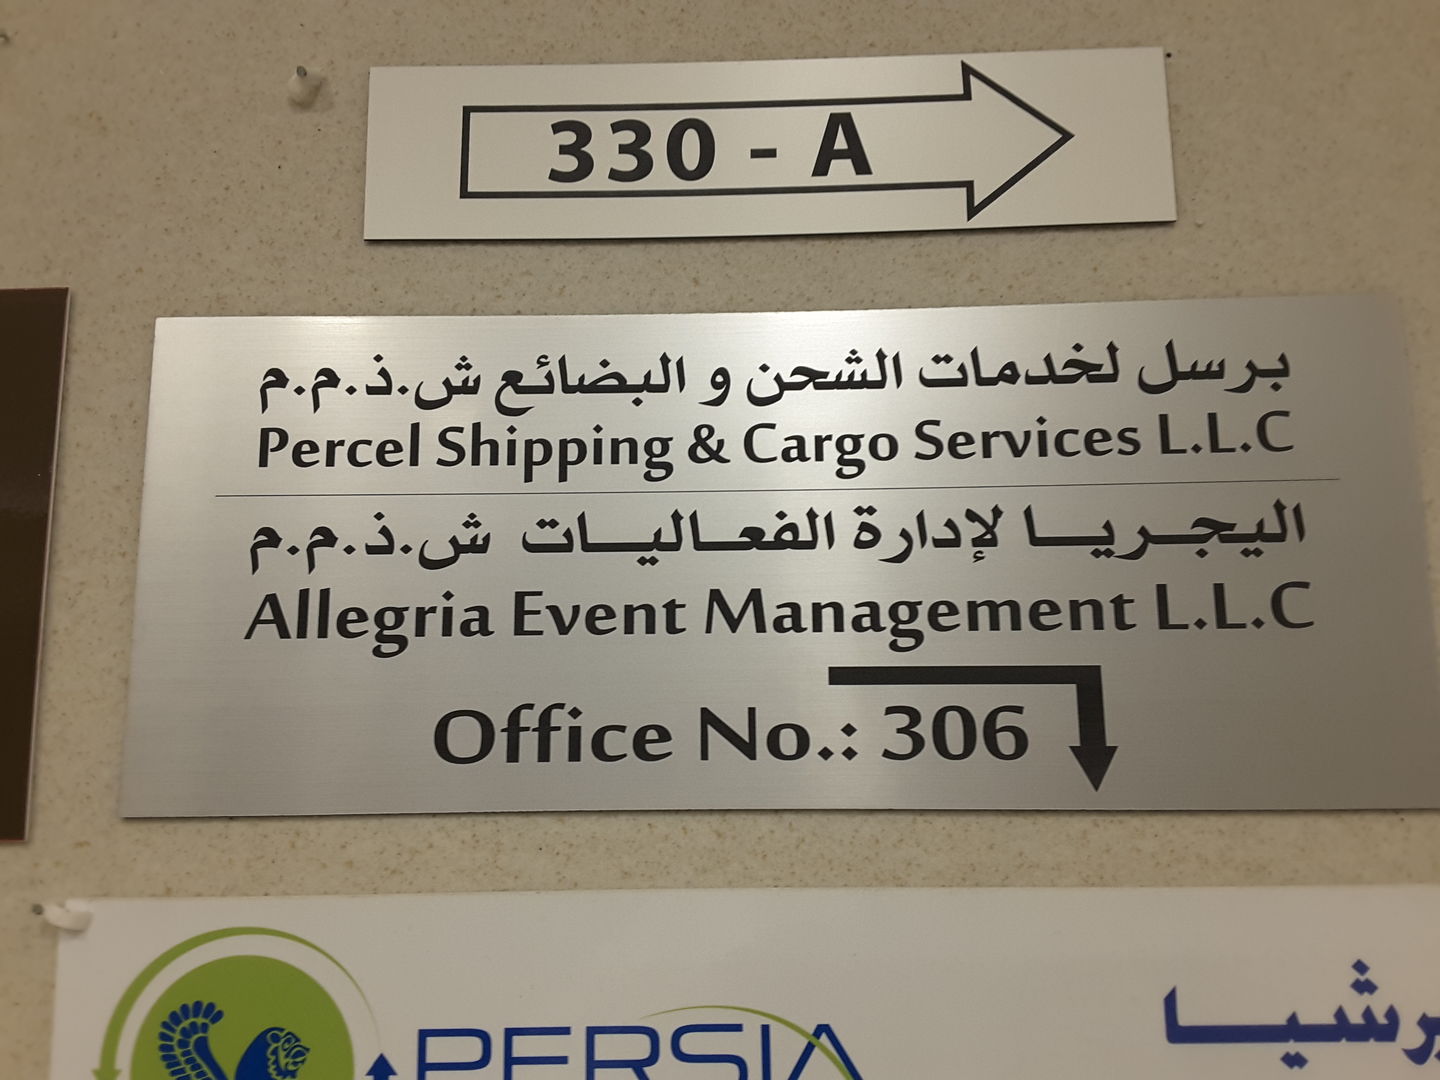 330 - A
برسل لخدمات الشحن و البضائع ش.ذ.م.م
Percel Shipping & Cargo Services L.L.C
اليجريا لإدارة الفعاليات ش.ذ.م.م
Allegria Event Management L.L.C
Office No.: 306
PERSIA برشيا